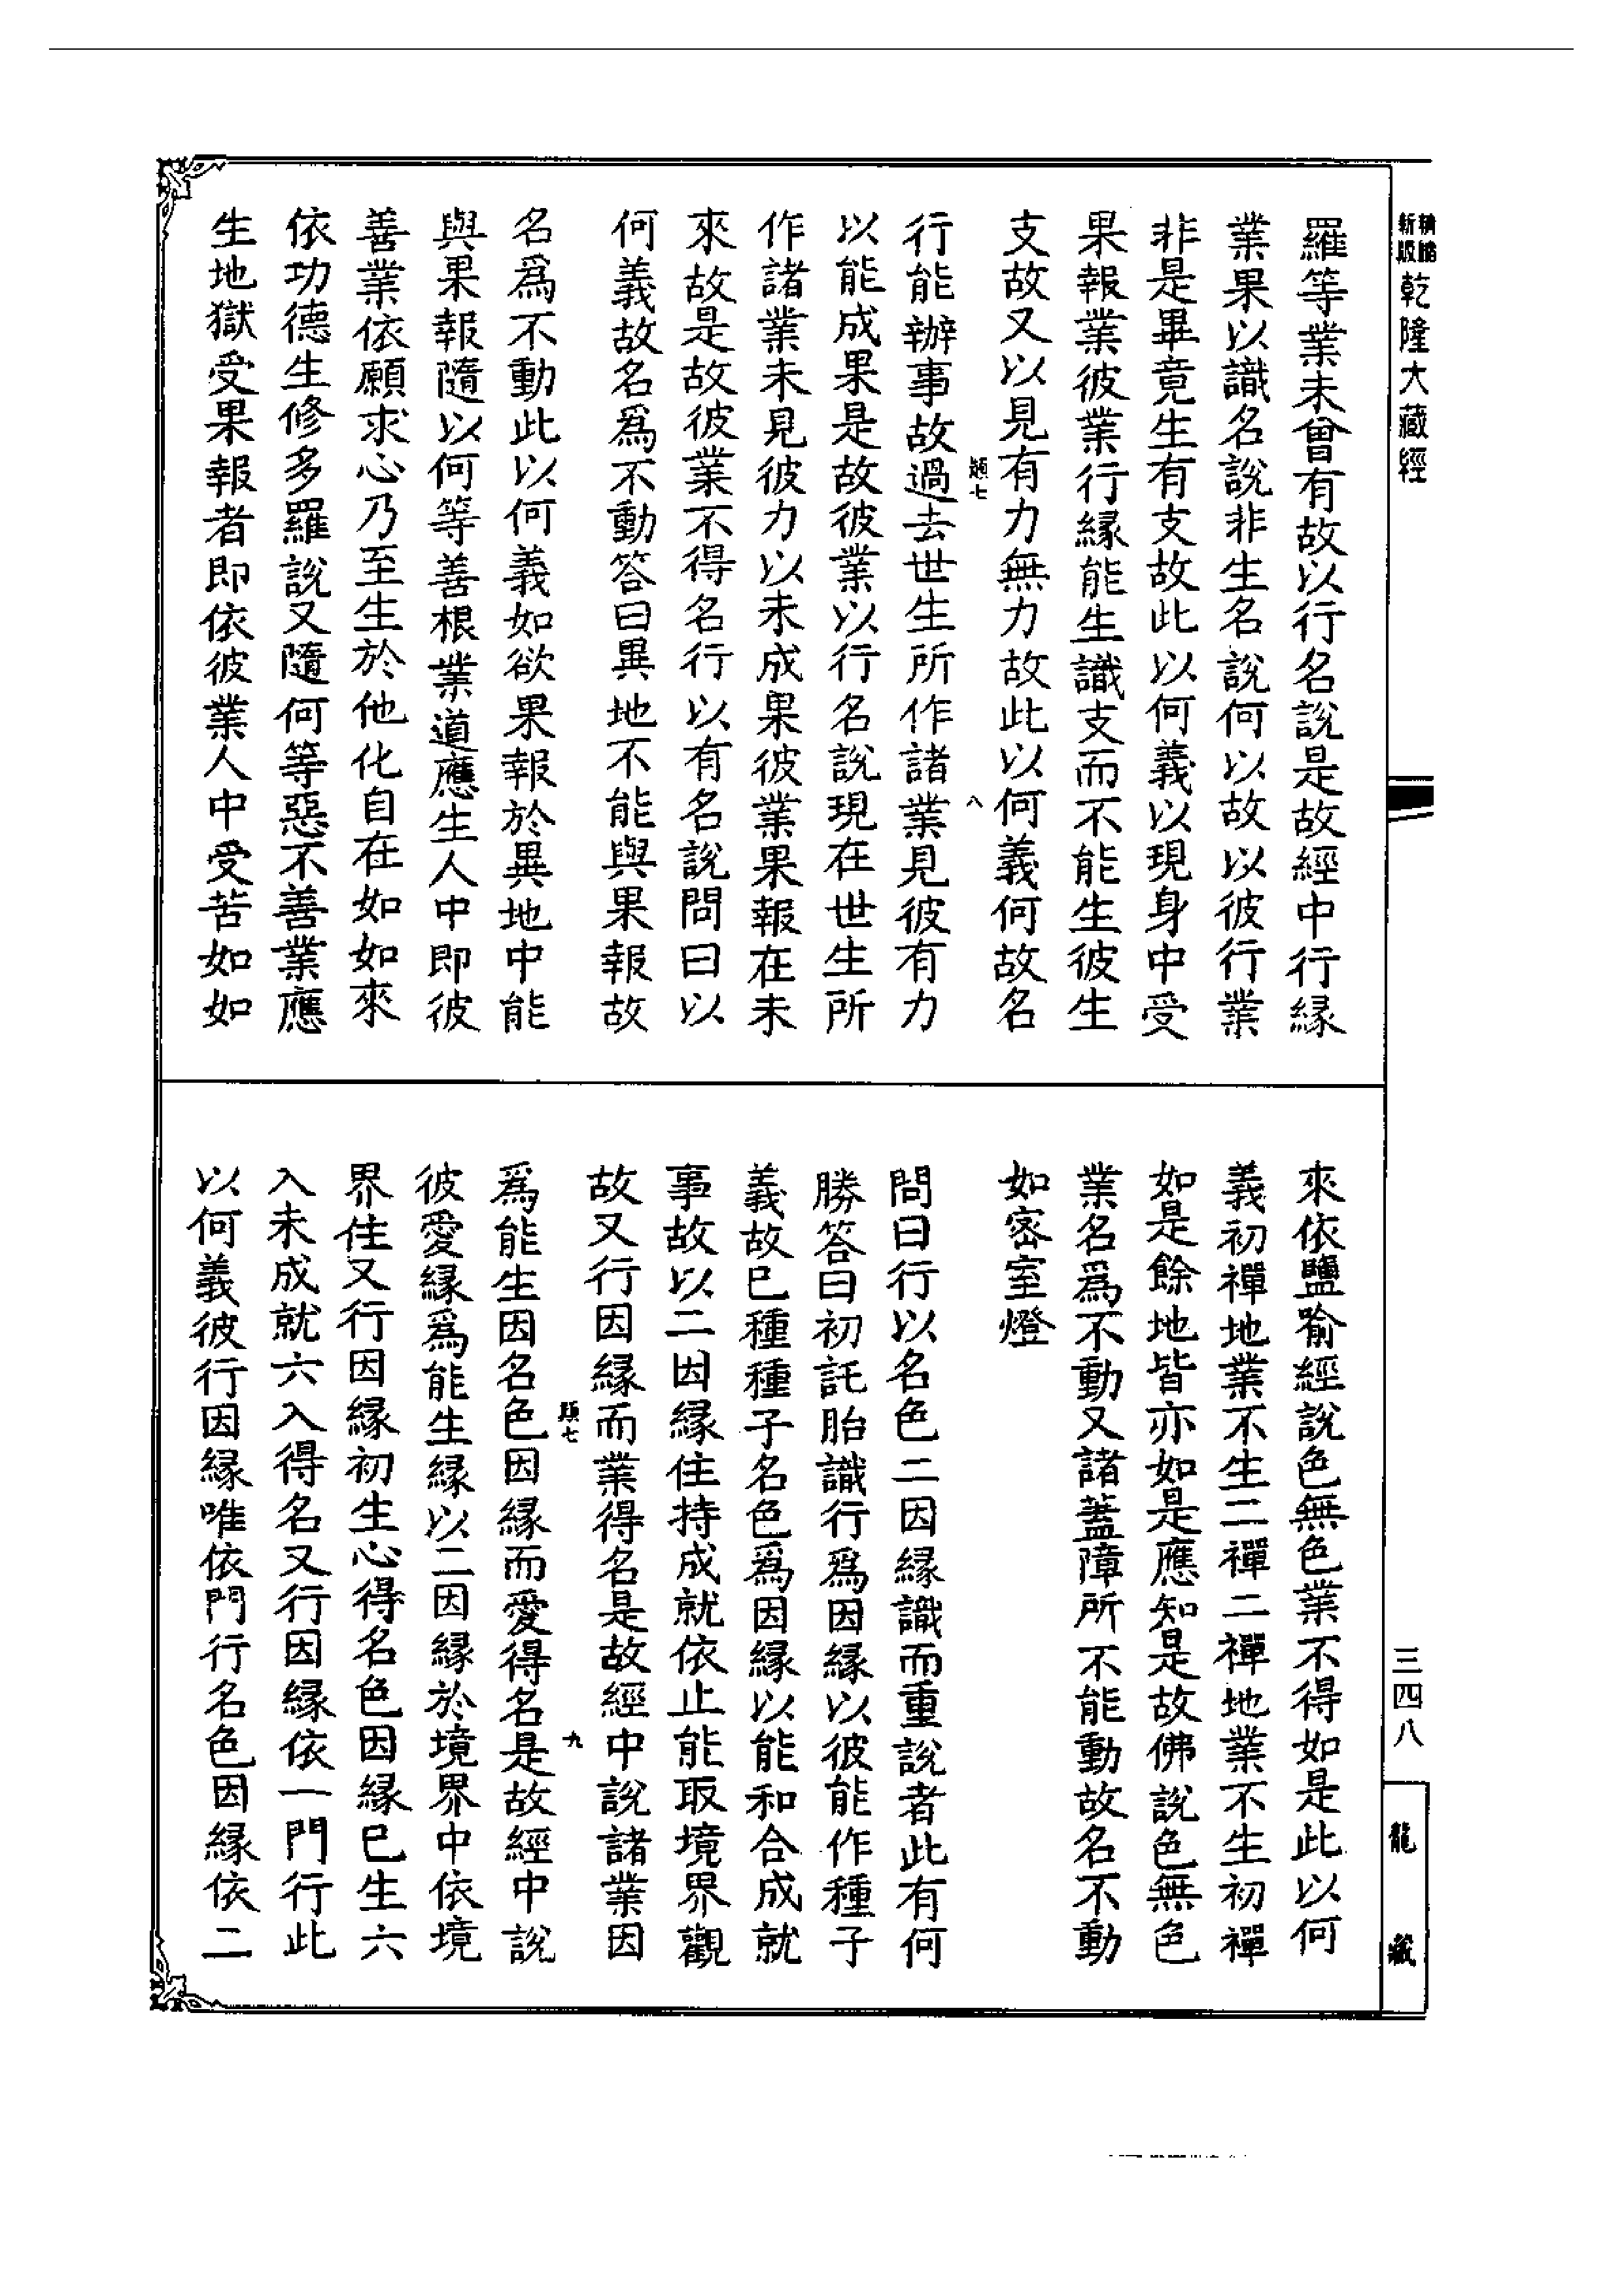 新版
乾隆大藏經
羅等業未曾有故以行名說是故經中行縁
業果以識名說非生名說何以故以彼行業
非是畢竟生有支故此以何義以現身中受
果報業彼業行縁能生識支而不能生彼生
支故又以見有力無力故此以何義何故名
行能辦事故過去世生所作諸業見彼有力
以能成果是故彼業以行名說現在世生所
作諸業未見彼力以未成果彼業果報在未
來故是故彼業不得名行以有名說問曰以
何義故名爲不動答曰異地不能與果報故
名爲不動此以何義如欲果報於異地中能
與果報隨以何等善根業道應生人中即彼
善業依願求心乃至生於他化自在如如來
依功德生修多羅說又隨何等惡不善業應
生地獄受果報者即依彼業人中受苦如如
七
八
來依鹽喻經說色無色業不得如是此以何
義初禪地業不生二禪二禪地業不生初禪
如是餘地皆亦如是應知是故佛說色無色
業名爲不動又諸蓋障所不能動故名不動
如密室燈
問曰行以名色二因縁識而重說者此有何
勝答曰初託胎識行爲因縁以彼能作種子
義故已種種子名色爲因縁以能和合成就
事故以二因縁住持成就依止能取境界觀
故又行因縁而業得名是故經中說諸業因
爲能生因名色因縁而愛得名是故經中說
彼愛縁爲能生縁以二因縁於境界中依境
界住又行因縁初生心得名色因縁已生六
入未成就六入得名又行因縁依一門行此
以何義彼行因縁唯依門行名色因縁依二
七
九
三四八
龍藏